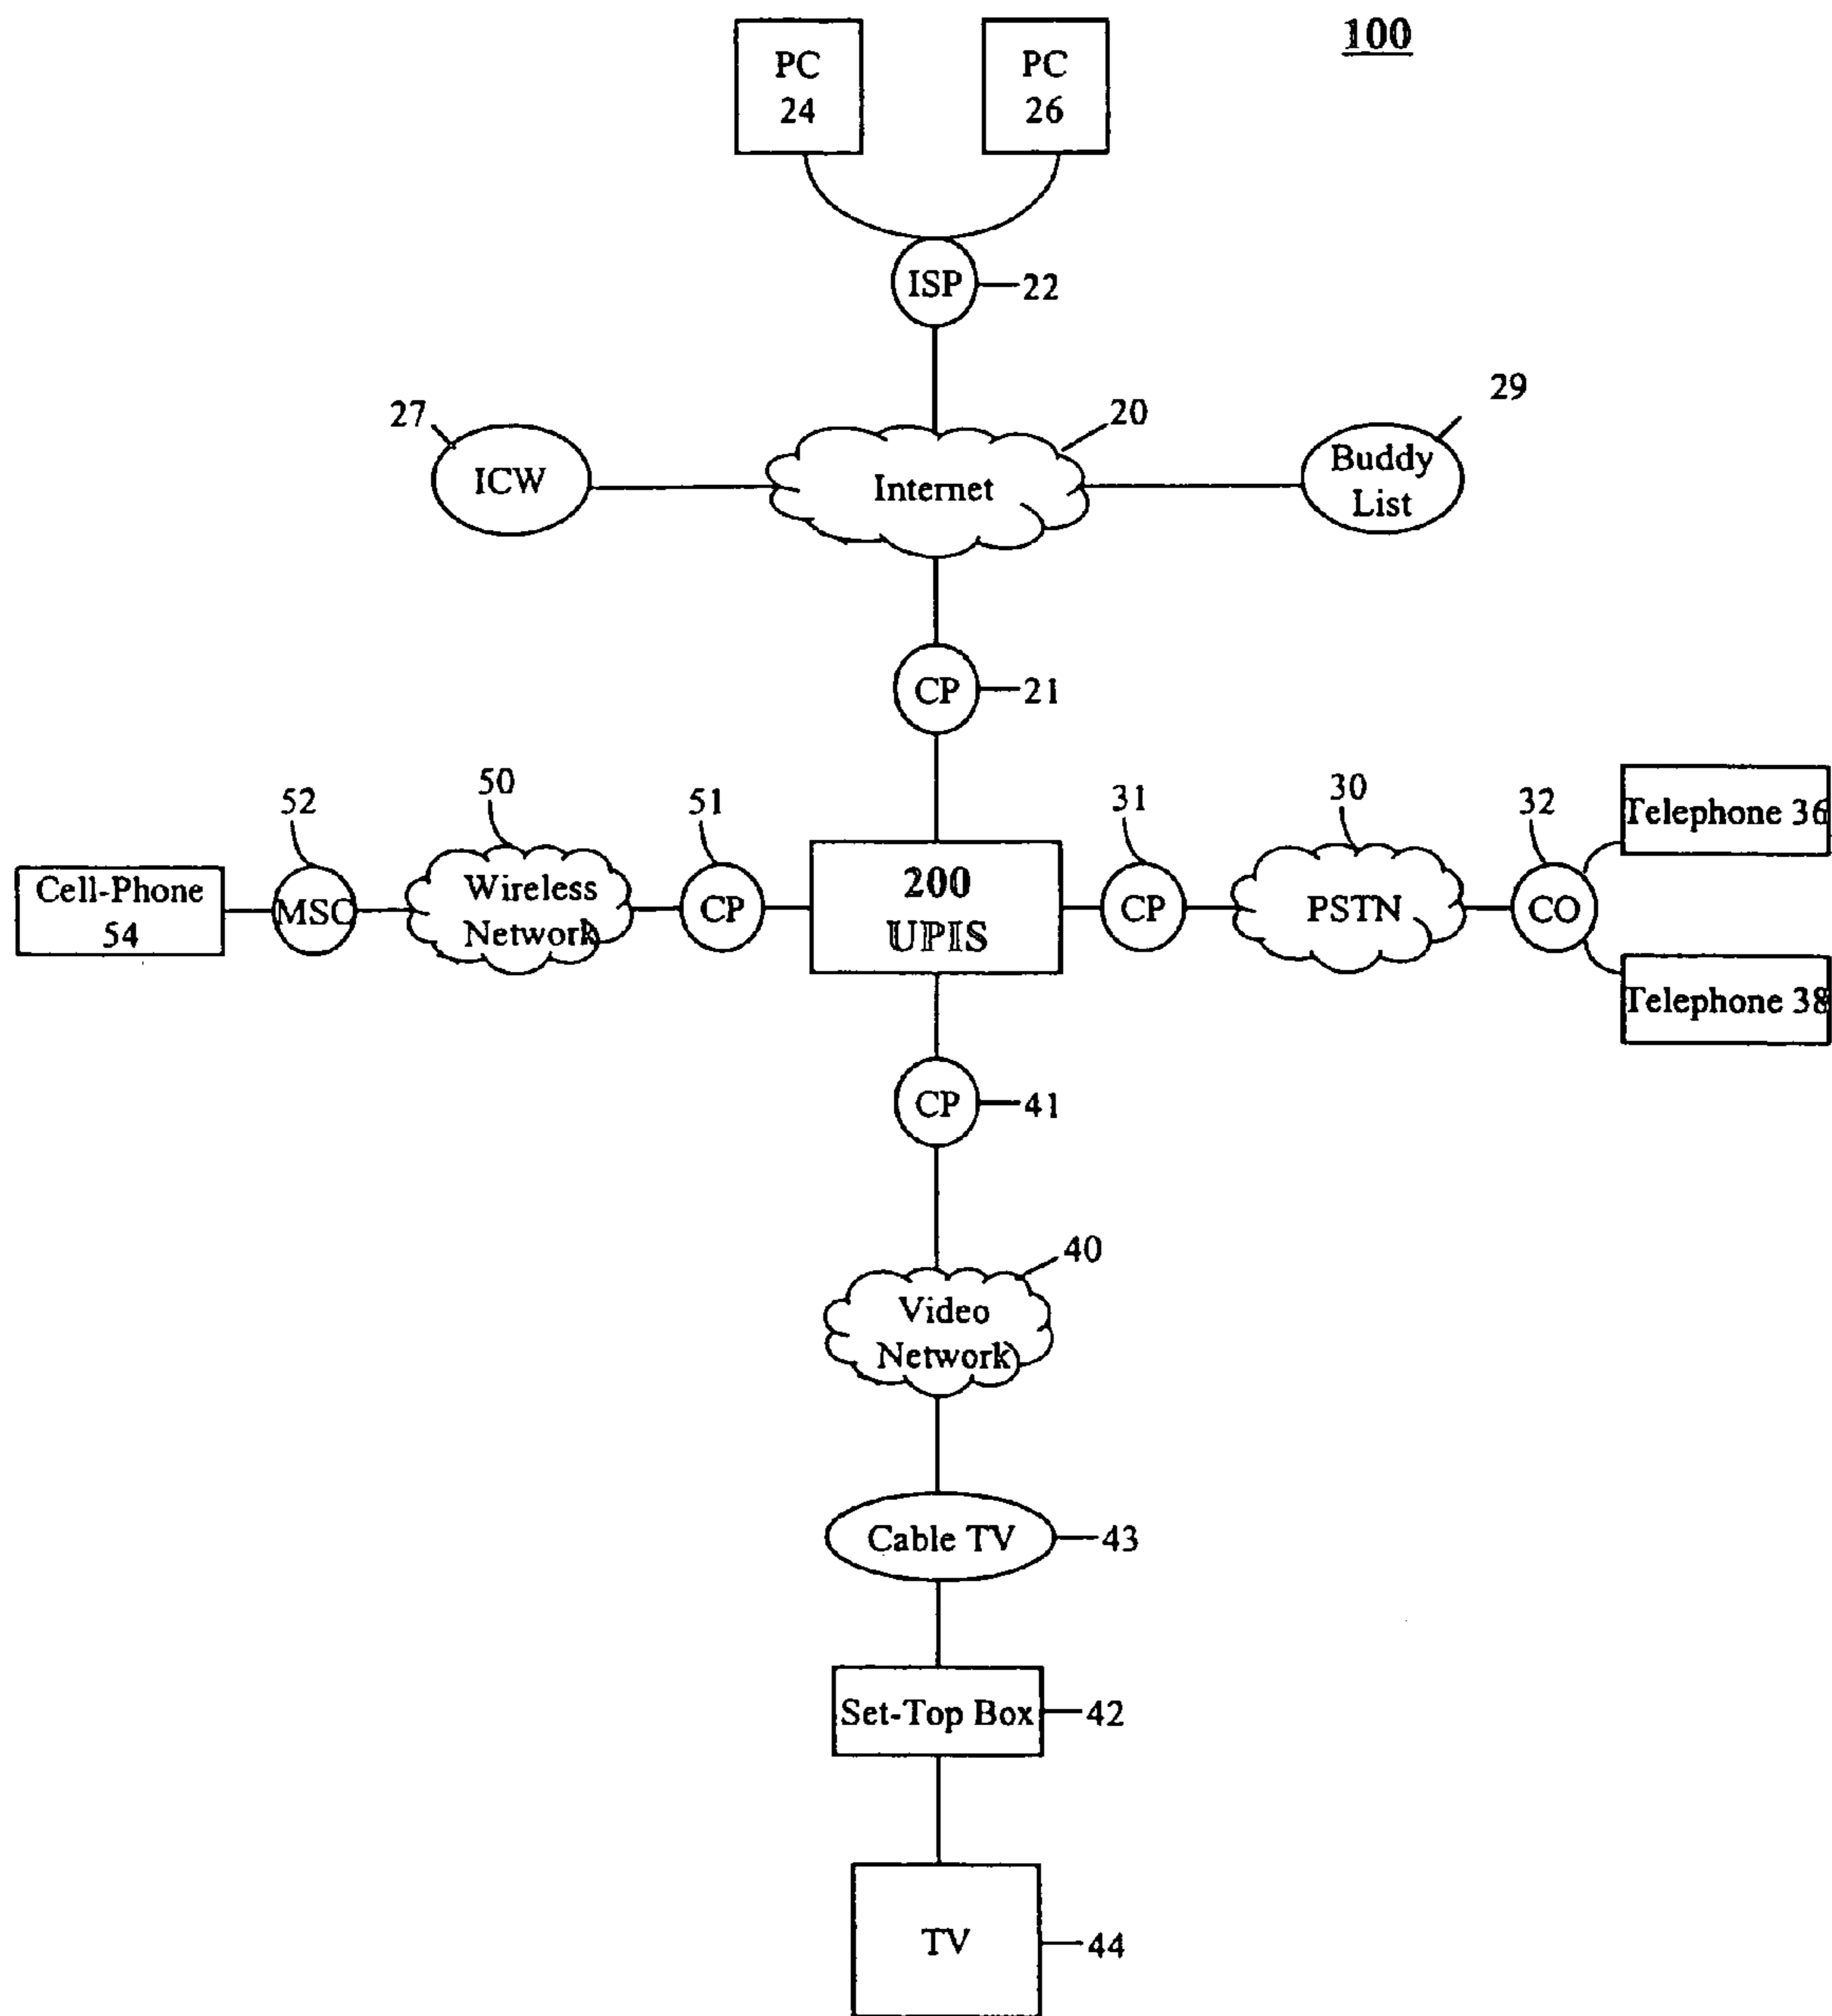 100
PC
24
PC
26
ISP
22
27
ICW
20
Internet
29
Buddy
List
CP
21
52
50
51
31
30
32
Cell-Phone
54
MSC
Wireless
Network
CP
200
UPIS
CP
PSTN
CO
Telephone 36
Telephone 38
CP
41
40
Video
Network
Cable TV
43
Set-Top Box
42
TV
44